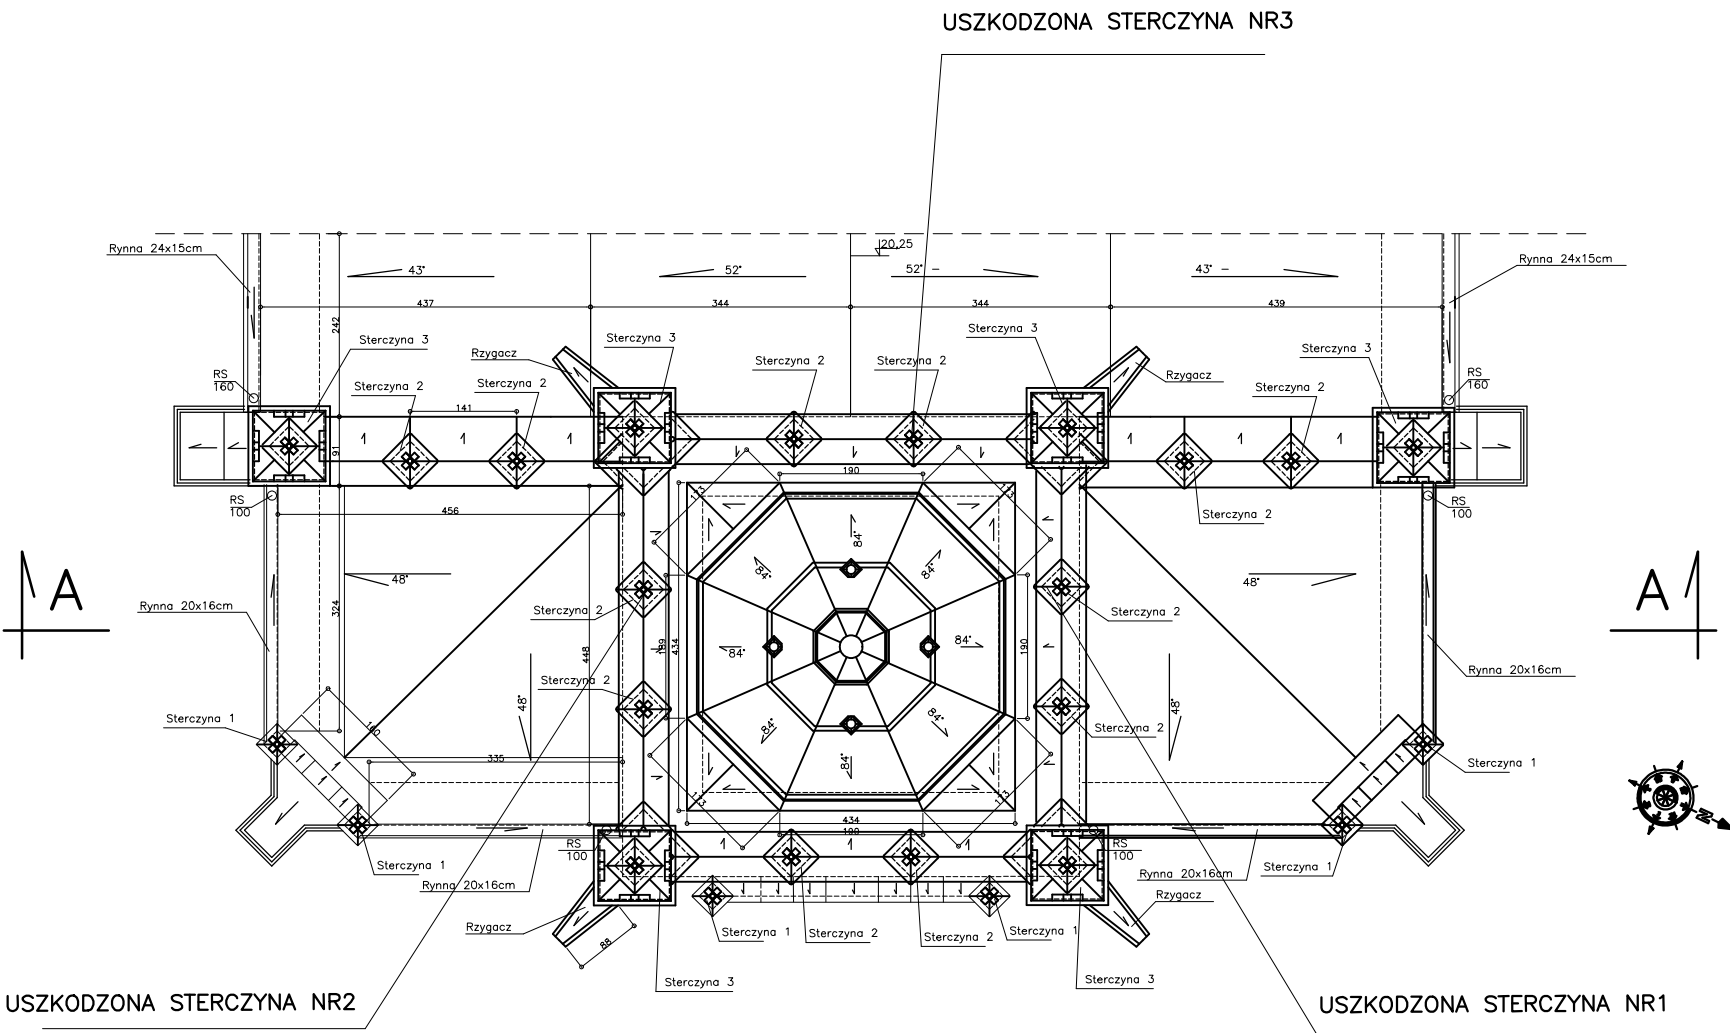 USZKODZONA STERCZYNA NR3
Rynna 24x15cm
20,25
Rynna 24x15cm
43°
52°
52° -
43° -
437
344
344
439
242
Sterczyna 3
Sterczyna 3
Sterczyna 3
Sterczyna 3
Rzygacz
Sterczyna 2
Sterczyna 2
Rzygacz
RS
160
RS
160
Sterczyna 2
Sterczyna 2
Sterczyna 2
141
91
190
173
173
RS
100
RS
100
456
Sterczyna 2
84°
84°
84°
48°
48°
A
A
Rynna 20x16cm
324
Sterczyna 2
Sterczyna 2
448
189
434
190
84°
84°
Rynna 20x16cm
Sterczyna 2
48°
48°
Sterczyna 1
160
84°
84°
84°
Sterczyna 2
335
Sterczyna 1
173
173
434
190
N
RS
100
RS
100
Sterczyna 1
Rynna 20x16cm
Sterczyna 1
Rynna 20x16cm
Rzygacz
Rzygacz
88
Sterczyna 1
Sterczyna 2
Sterczyna 2
Sterczyna 1
Sterczyna 3
Sterczyna 3
USZKODZONA STERCZYNA NR2
USZKODZONA STERCZYNA NR1